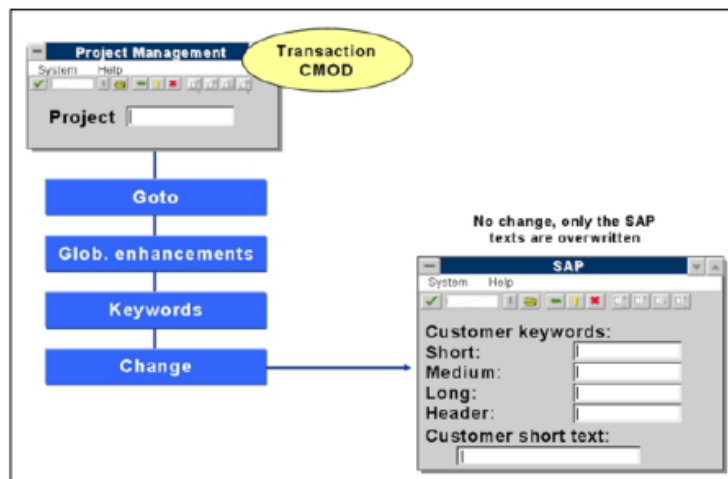 Project Management
System Help
Project
Transaction
CMOD
Goto
Glob. enhancements
Keywords
Change
No change, only the SAP
texts are overwritten
SAP
System Help
Customer keywords:
Short:
Medium:
Long:
Header:
Customer short text: